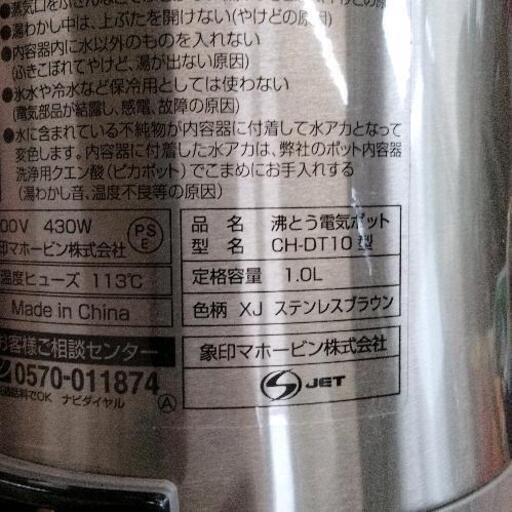 ●湯わかし中は、上ぶたを開けない(やけどの原因)
●内容器内に水以外のものを入れない
(ふきこぼれてやけど、湯が出ない原因)
●氷水や冷水など保冷用としては使わない
(電気部品が結露し、感電、故障の原因)
●水に含まれている不純物が内容器に付着して水アカとなって
変色します。内容器に付着した水アカは、弊社のポット内容器
洗浄用クエン酸(ピカポット)でこまめにお手入れする
(湯わかし音、温度不良等の原因)
00V 430W
PS
E
印マホービン株式会社
温度ヒューズ 113℃
Made in China
お客様ご相談センター
0570-011874
でOK ナビダイヤル
A
品名 沸とう電気ポット
型名 CH-DT10型
定格容量 1.0L
色柄 XJ ステンレスブラウン
象印マホービン株式会社
S JET